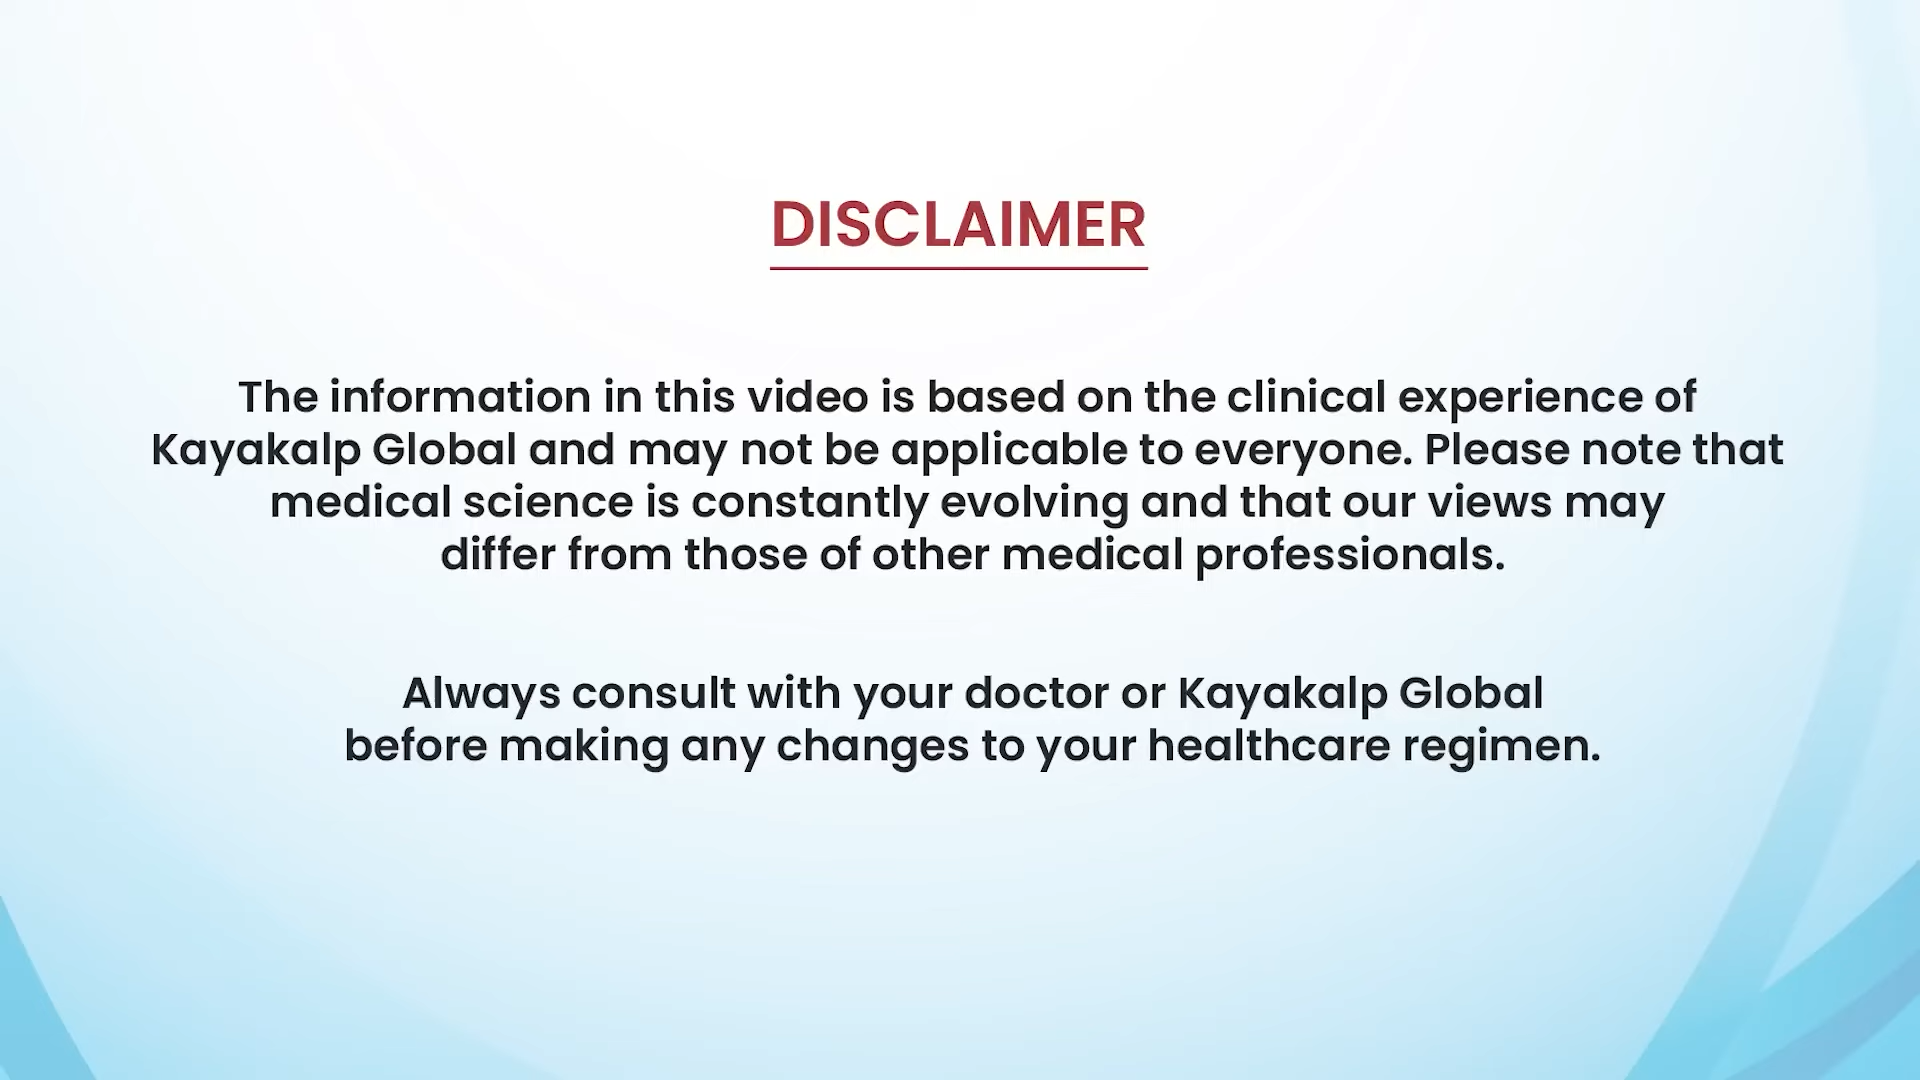 DISCLAIMER
The information in this video is based on the clinical experience of
Kayakalp Global and may not be applicable to everyone. Please note that
medical science is constantly evolving and that our views may
differ from those of other medical professionals.
Always consult with your doctor or Kayakalp Global
before making any changes to your healthcare regimen.